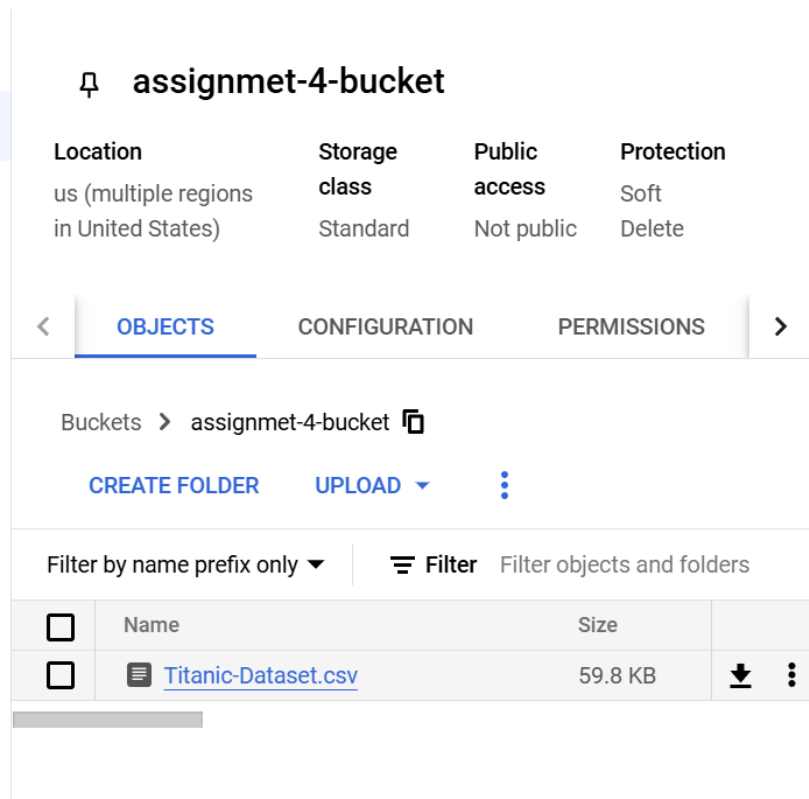 assignmet-4-bucket
Location
us (multiple regions
in United States)
Storage
class
Standard
Public
access
Not public
Protection
Soft
Delete
OBJECTS CONFIGURATION PERMISSIONS
Buckets assignmet-4-bucket
CREATE FOLDER UPLOAD
Filter by name prefix only Filter Filter objects and folders
Name Size
Titanic-Dataset.csv 59.8 KB